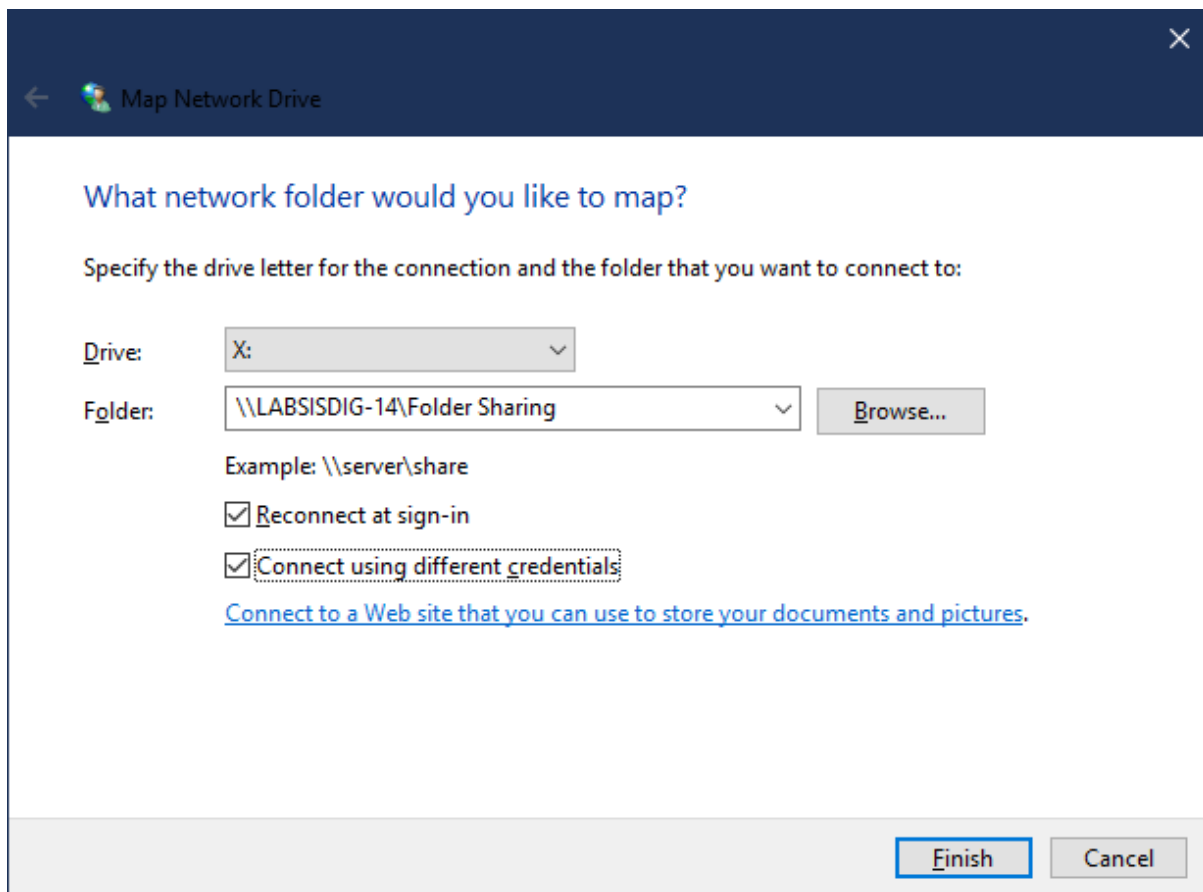 Map Network Drive
What network folder would you like to map?
Specify the drive letter for the connection and the folder that you want to connect to:
Drive: X:
Folder: \\LABSISDIG-14\Folder Sharing Browse...
Example: \\server\share
Reconnect at sign-in
Connect using different credentials
Connect to a Web site that you can use to store your documents and pictures.
Finish Cancel